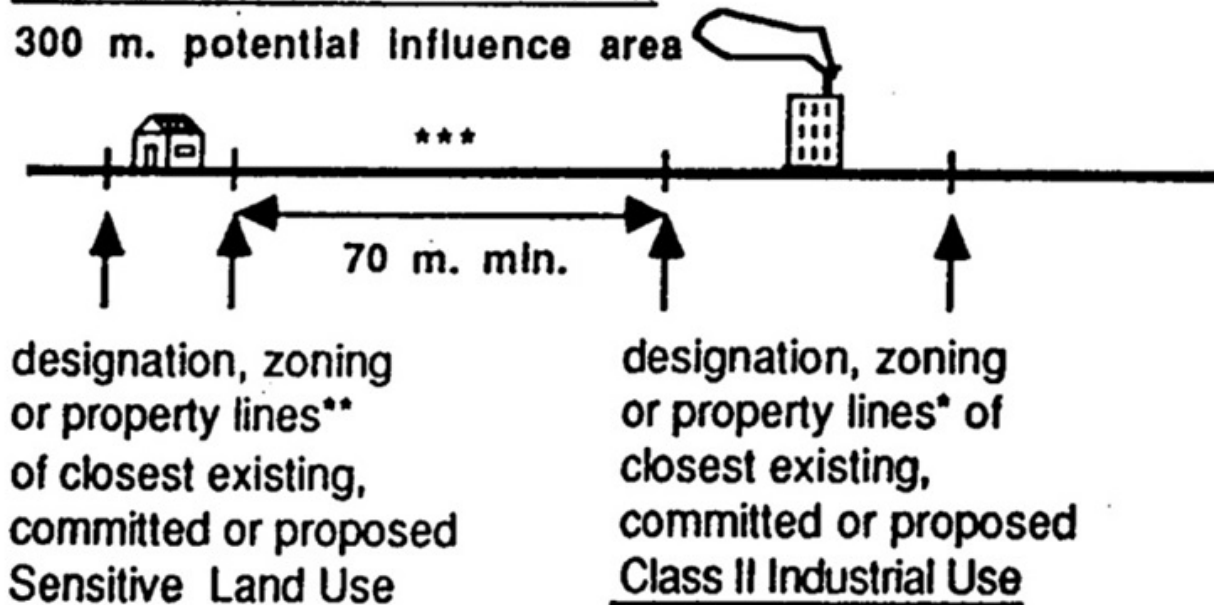 300 m. potential influence area
***
70 m. min.
designation, zoning
or property lines**
of closest existing,
committed or proposed
Sensitive Land Use
designation, zoning
or property lines* of
closest existing,
committed or proposed
Class II Industrial Use